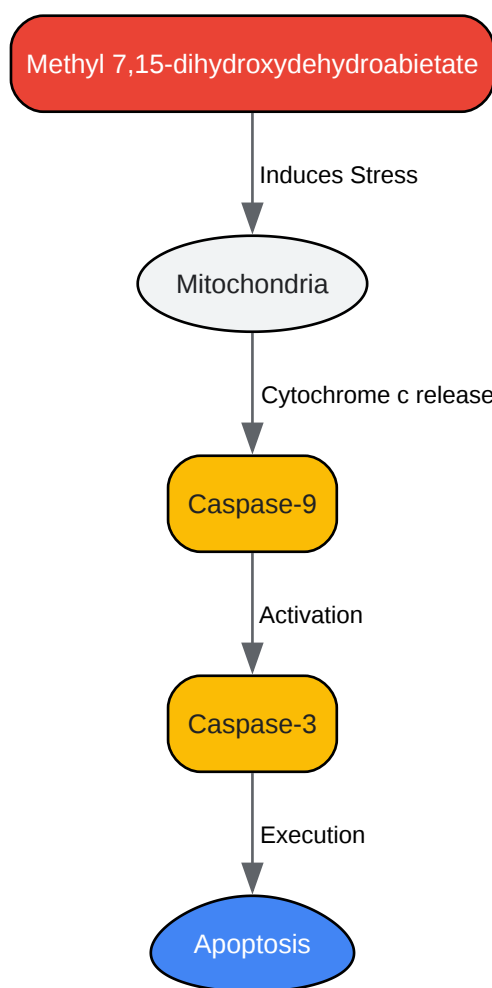 Methyl 7,15-dihydroxydehydroabietate
Induces Stress
Mitochondria
Cytochrome c release
Caspase-9
Activation
Caspase-3
Execution
Apoptosis